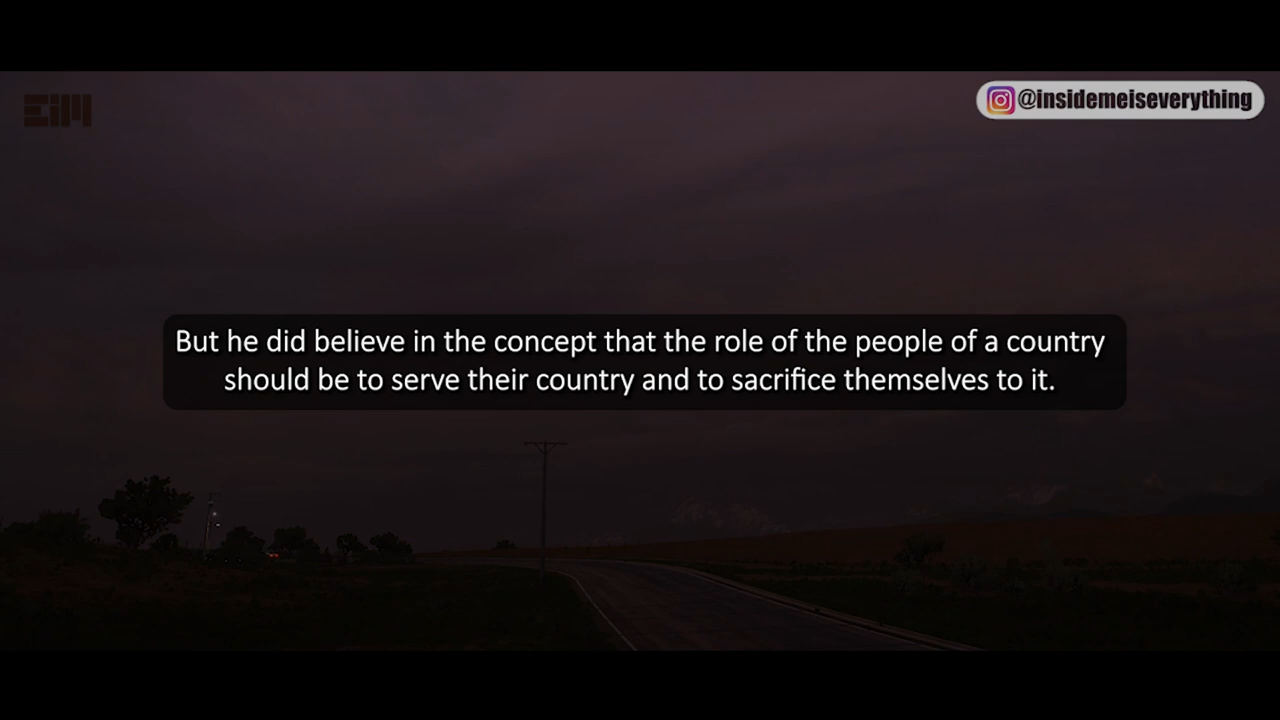 EiM
@insidemeiseverything
But he did believe in the concept that the role of the people of a country
should be to serve their country and to sacrifice themselves to it.